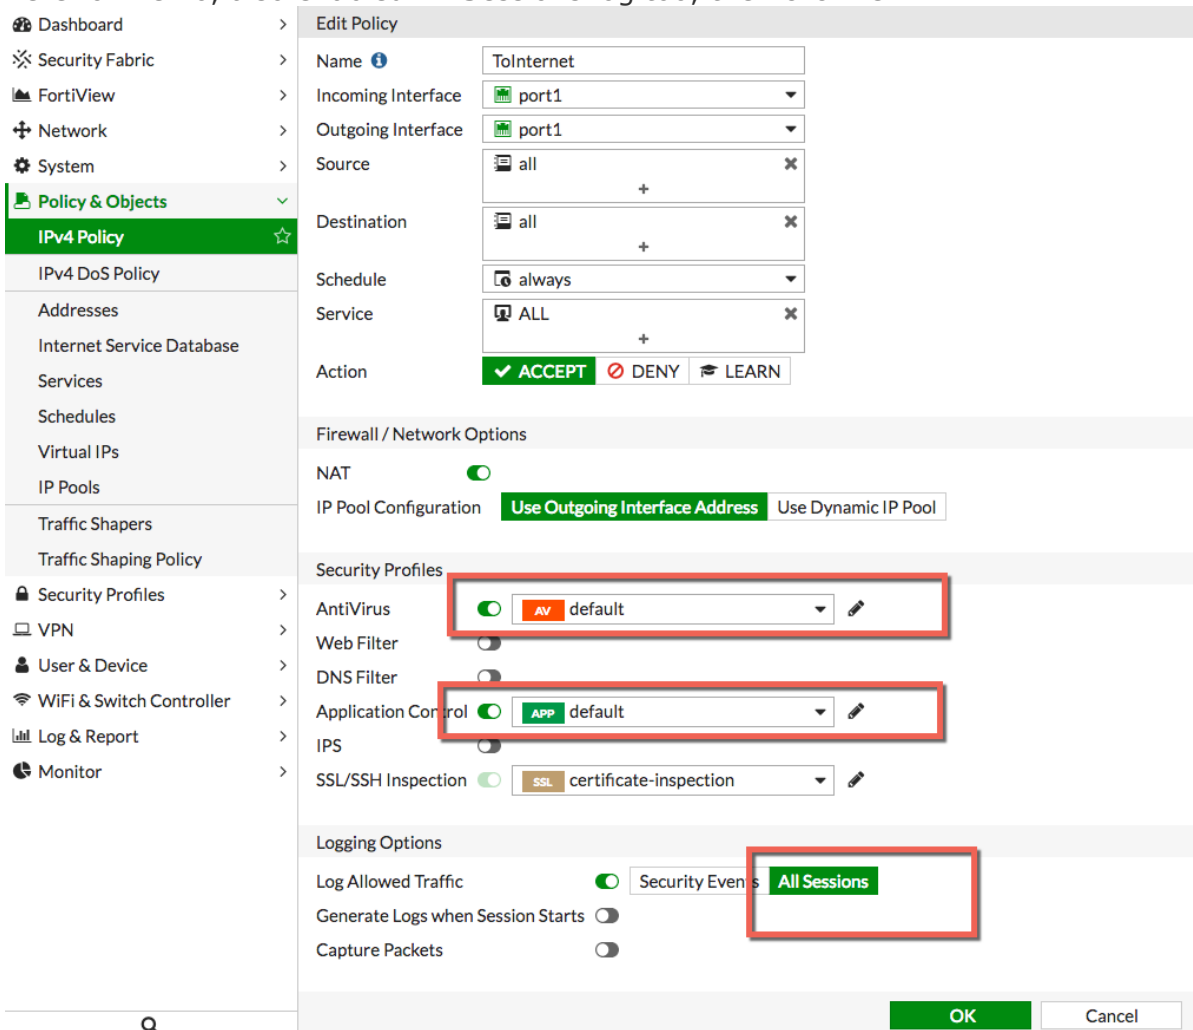 Dashboard
Security Fabric
FortiView
Network
System
Policy & Objects
IPv4 Policy
IPv4 DoS Policy
Addresses
Internet Service Database
Services
Schedules
Virtual IPs
IP Pools
Traffic Shapers
Traffic Shaping Policy
Security Profiles
VPN
User & Device
WiFi & Switch Controller
Log & Report
Monitor
Edit Policy
Name ToInternet
Incoming Interface port1
Outgoing Interface port1
Source all
+
Destination all
+
Schedule always
Service ALL
+
Action ACCEPT DENY LEARN
Firewall / Network Options
NAT
IP Pool Configuration Use Outgoing Interface Address Use Dynamic IP Pool
Security Profiles
AntiVirus AV default
Web Filter
DNS Filter
Application Control APP default
IPS
SSL/SSH Inspection SSL certificate-inspection
Logging Options
Log Allowed Traffic Security Events All Sessions
Generate Logs when Session Starts
Capture Packets
OK Cancel